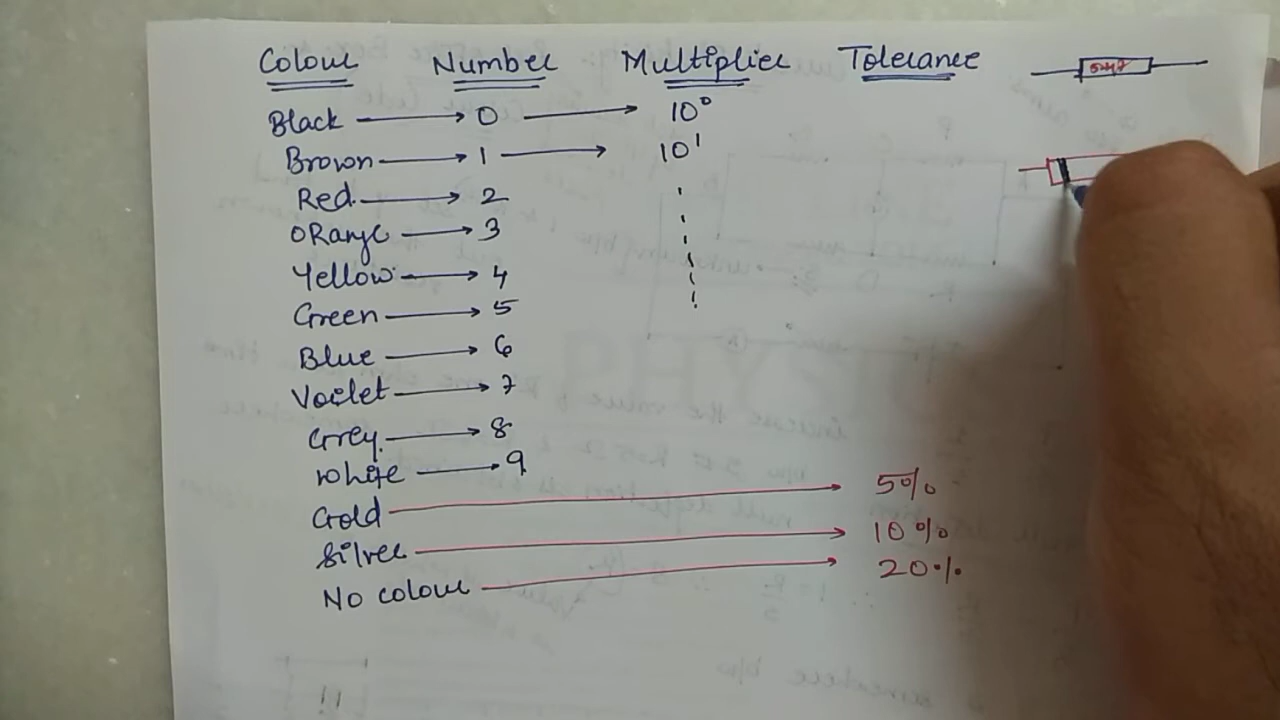 Colour Number Multiplier Tolerance
Black 0 10⁰
Brown 1 10¹
Red 2
ORange 3
Yellow 4
Green 5
Blue 6
Voilet 7
Grey 8
White 9
Gold 5%
Silver 10%
No colour 20%